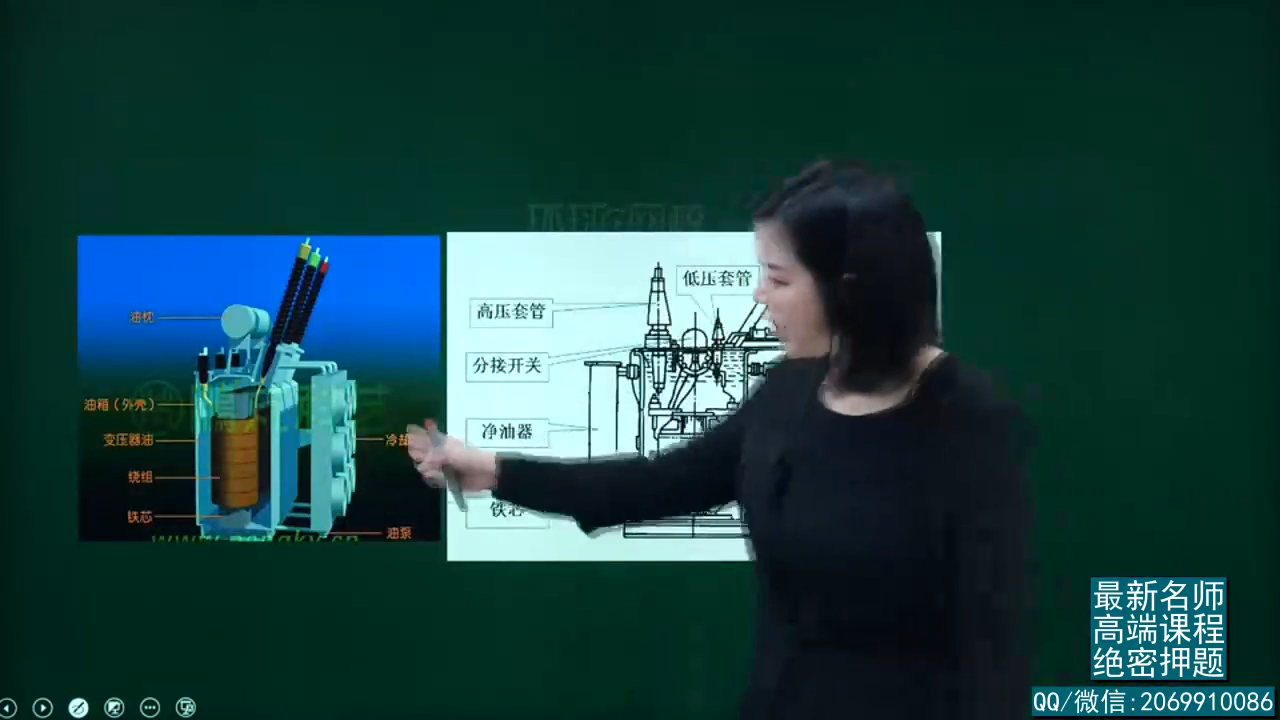 油枕
油箱（外壳）
变压器油
绕组
铁芯
冷却
油泵
高压套管
低压套管
分接开关
净油器
铁芯
最新名师
高端课程
绝密押题
QQ/微信:2069910086